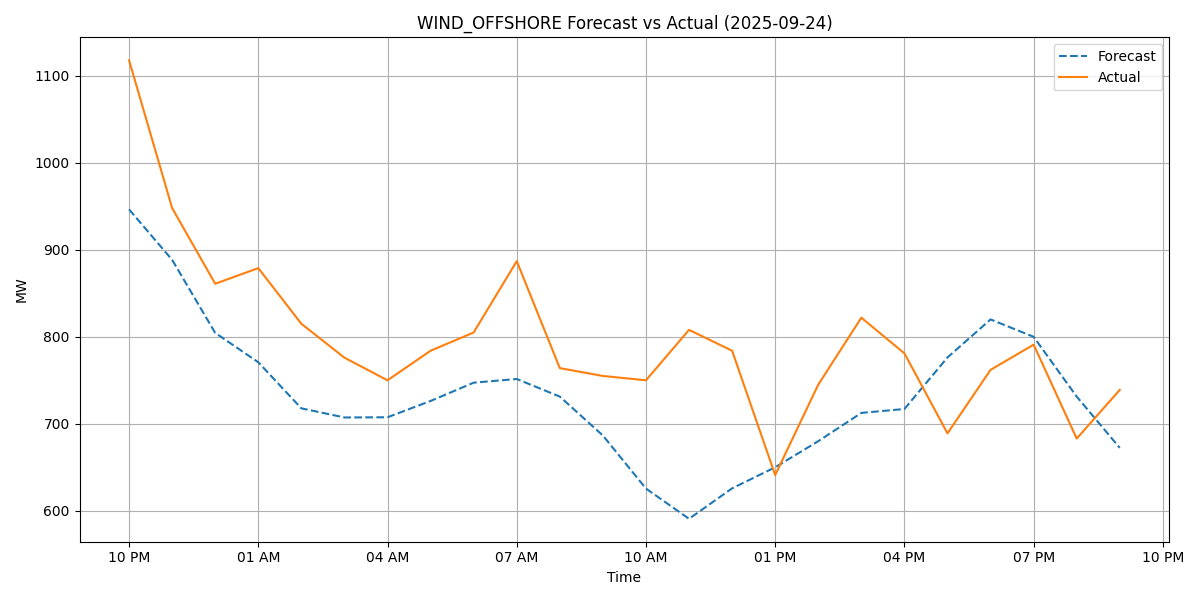 WIND_OFFSHORE Forecast vs Actual (2025-09-24)
Forecast
Actual
MW
1100
1000
900
800
700
600
10 PM 01 AM 04 AM 07 AM 10 AM 01 PM 04 PM 07 PM 10 PM
Time